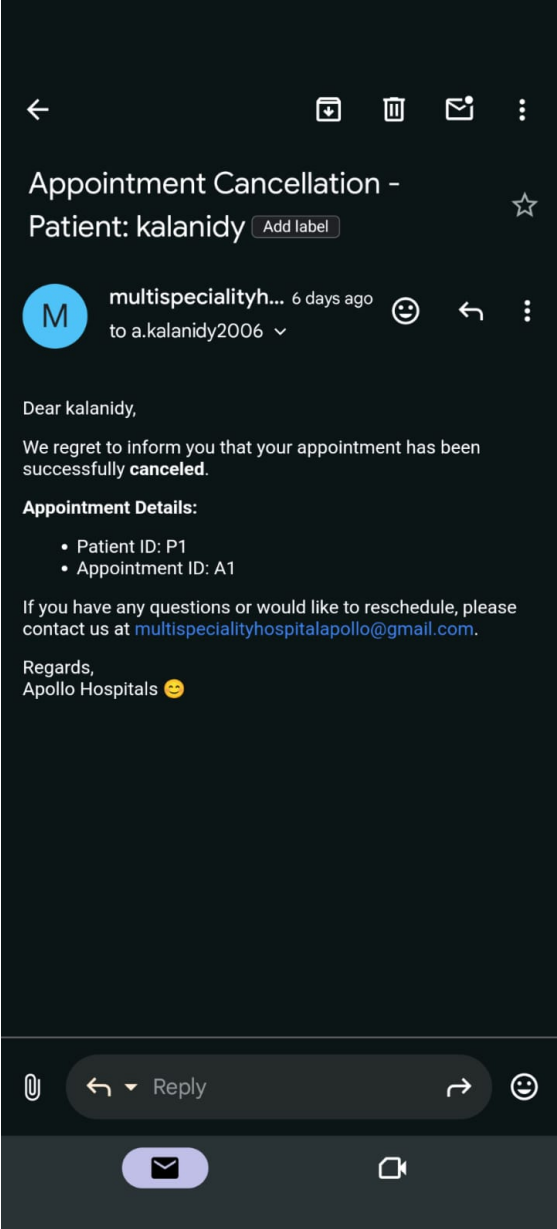 Appointment Cancellation -
Patient: kalanidy Add label
M
multispecialityh... 6 days ago
to a.kalanidy2006
Dear kalanidy,
We regret to inform you that your appointment has been
successfully canceled.
Appointment Details:
• Patient ID: P1
• Appointment ID: A1
If you have any questions or would like to reschedule, please
contact us at multispecialityhospitalapollo@gmail.com.
Regards,
Apollo Hospitals 😊
Reply